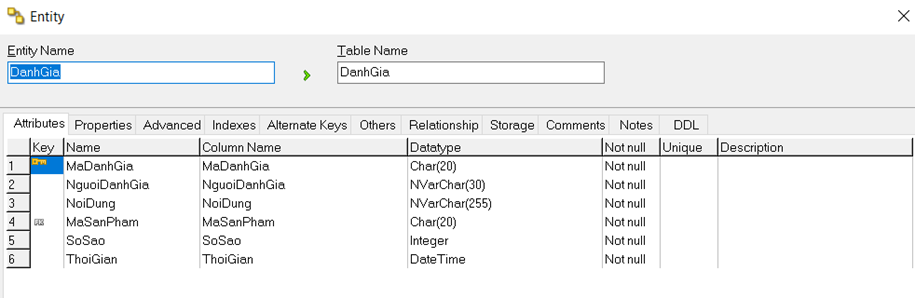 Entity
Entity Name Table Name
DanhGia DanhGia
Attributes Properties Advanced Indexes Alternate Keys Others Relationship Storage Comments Notes DDL
Key Name Column Name Datatype Not null Unique Description
1 MaDanhGia MaDanhGia Char(20) Not null
2 NguoiDanhGia NguoiDanhGia NVarChar(30) Not null
3 NoiDung NoiDung NVarChar(255) Not null
4 MaSanPham MaSanPham Char(20) Not null
5 SoSao SoSao Integer Not null
6 ThoiGian ThoiGian DateTime Not null